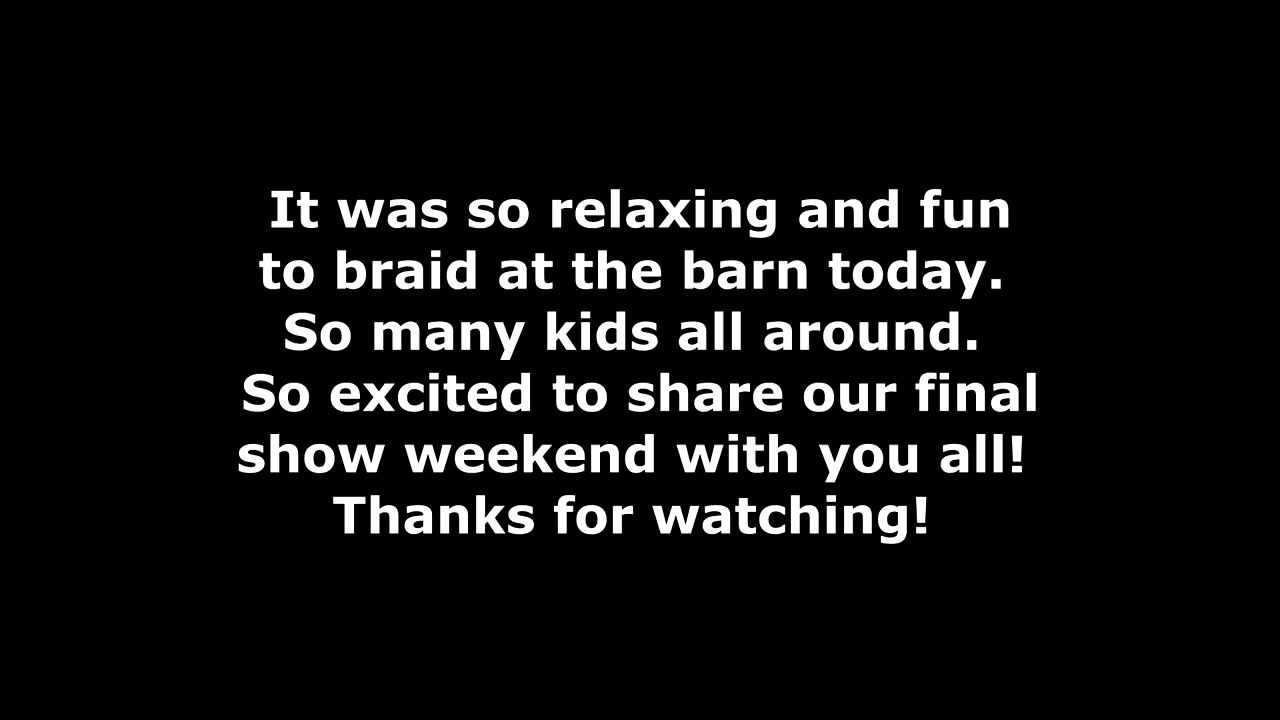 It was so relaxing and fun
to braid at the barn today.
So many kids all around.
So excited to share our final
show weekend with you all!
Thanks for watching!